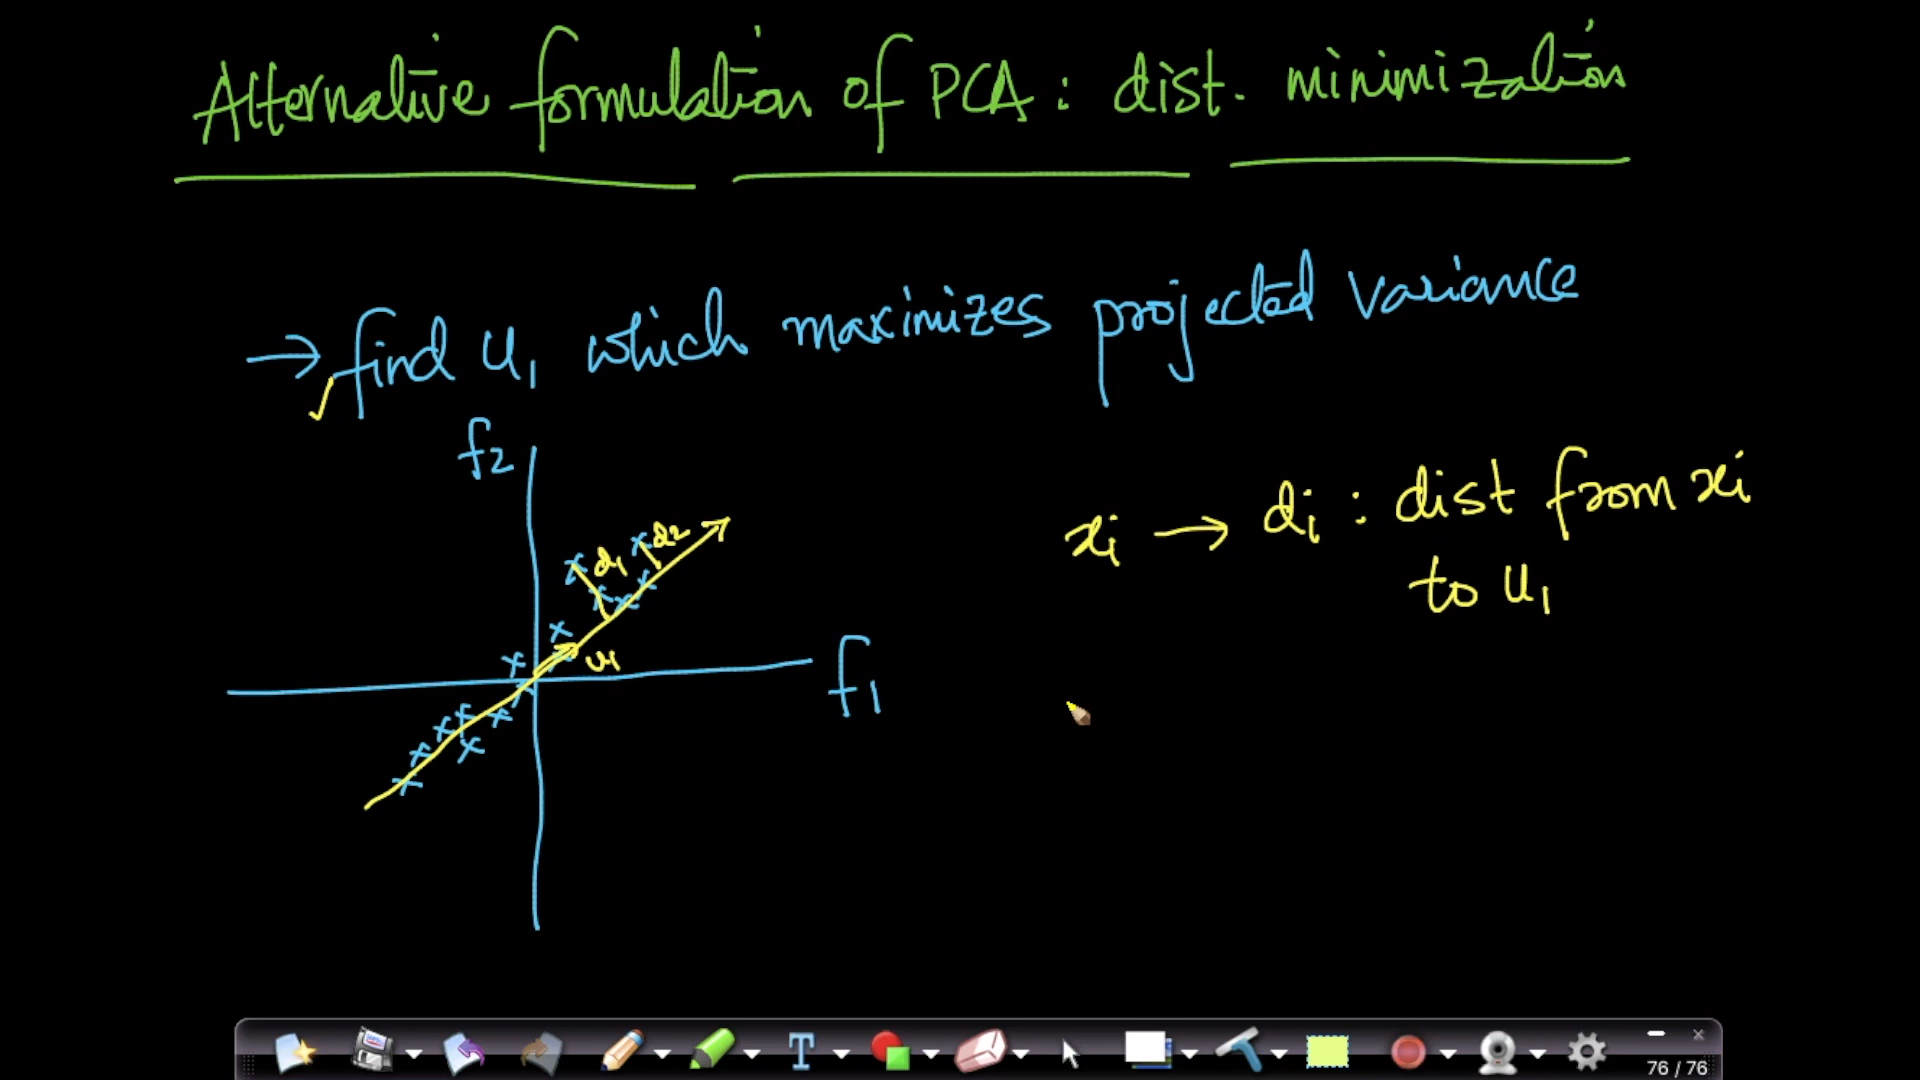 Alternative formulation of PCA : dist. minimization
→ find u₁ which maximizes projected variance
✓
f₂
xᵢ → dᵢ : dist from xᵢ
to u₁
d₁ d₂
u₁
f₁
T
76 / 76